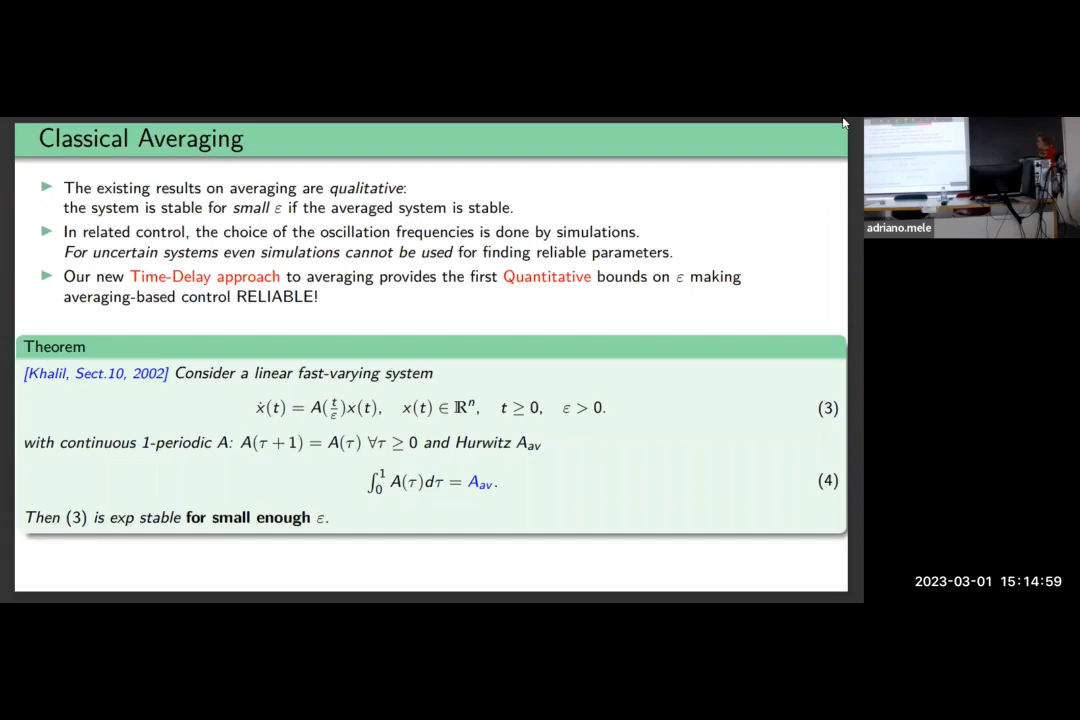 Classical Averaging
▶ The existing results on averaging are qualitative:
the system is stable for small ε if the averaged system is stable.
▶ In related control, the choice of the oscillation frequencies is done by simulations.
For uncertain systems even simulations cannot be used for finding reliable parameters.
▶ Our new Time-Delay approach to averaging provides the first Quantitative bounds on ε making
averaging-based control RELIABLE!
Theorem
[Khalil, Sect.10, 2002] Consider a linear fast-varying system
ẋ(t) = A(t/ε)x(t), x(t) ∈ ℝⁿ, t ≥ 0, ε > 0. (3)
with continuous 1-periodic A: A(τ + 1) = A(τ) ∀τ ≥ 0 and Hurwitz A_av
∫₀¹ A(τ)dτ = A_av. (4)
Then (3) is exp stable for small enough ε.
adriano.mele
2023-03-01 15:14:59